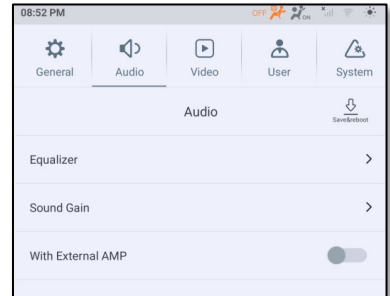 08:52 PM
OFF
ON
General Audio Video User System
Audio
Save&reboot
Equalizer
Sound Gain
With External AMP